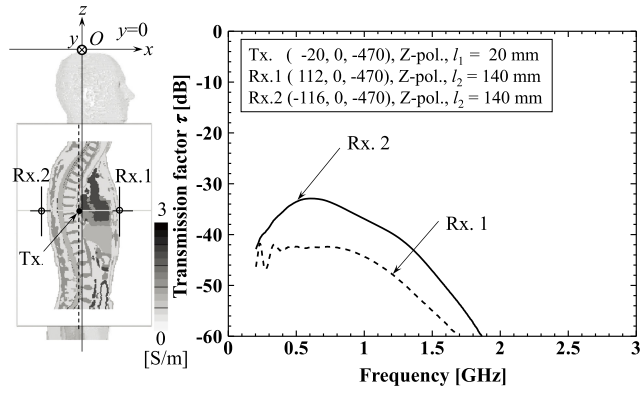 z
y O y=0
x
Rx.2 Rx.1
Tx.
3
0
[S/m]
Transmission factor τ [dB]
0
-10
-20
-30
-40
-50
-60
Tx. ( -20, 0, -470), Z-pol., l1 = 20 mm
Rx.1 ( 112, 0, -470), Z-pol., l2 = 140 mm
Rx.2 (-116, 0, -470), Z-pol., l2 = 140 mm
Rx. 2
Rx. 1
0 0.5 1 1.5 2 2.5 3
Frequency [GHz]